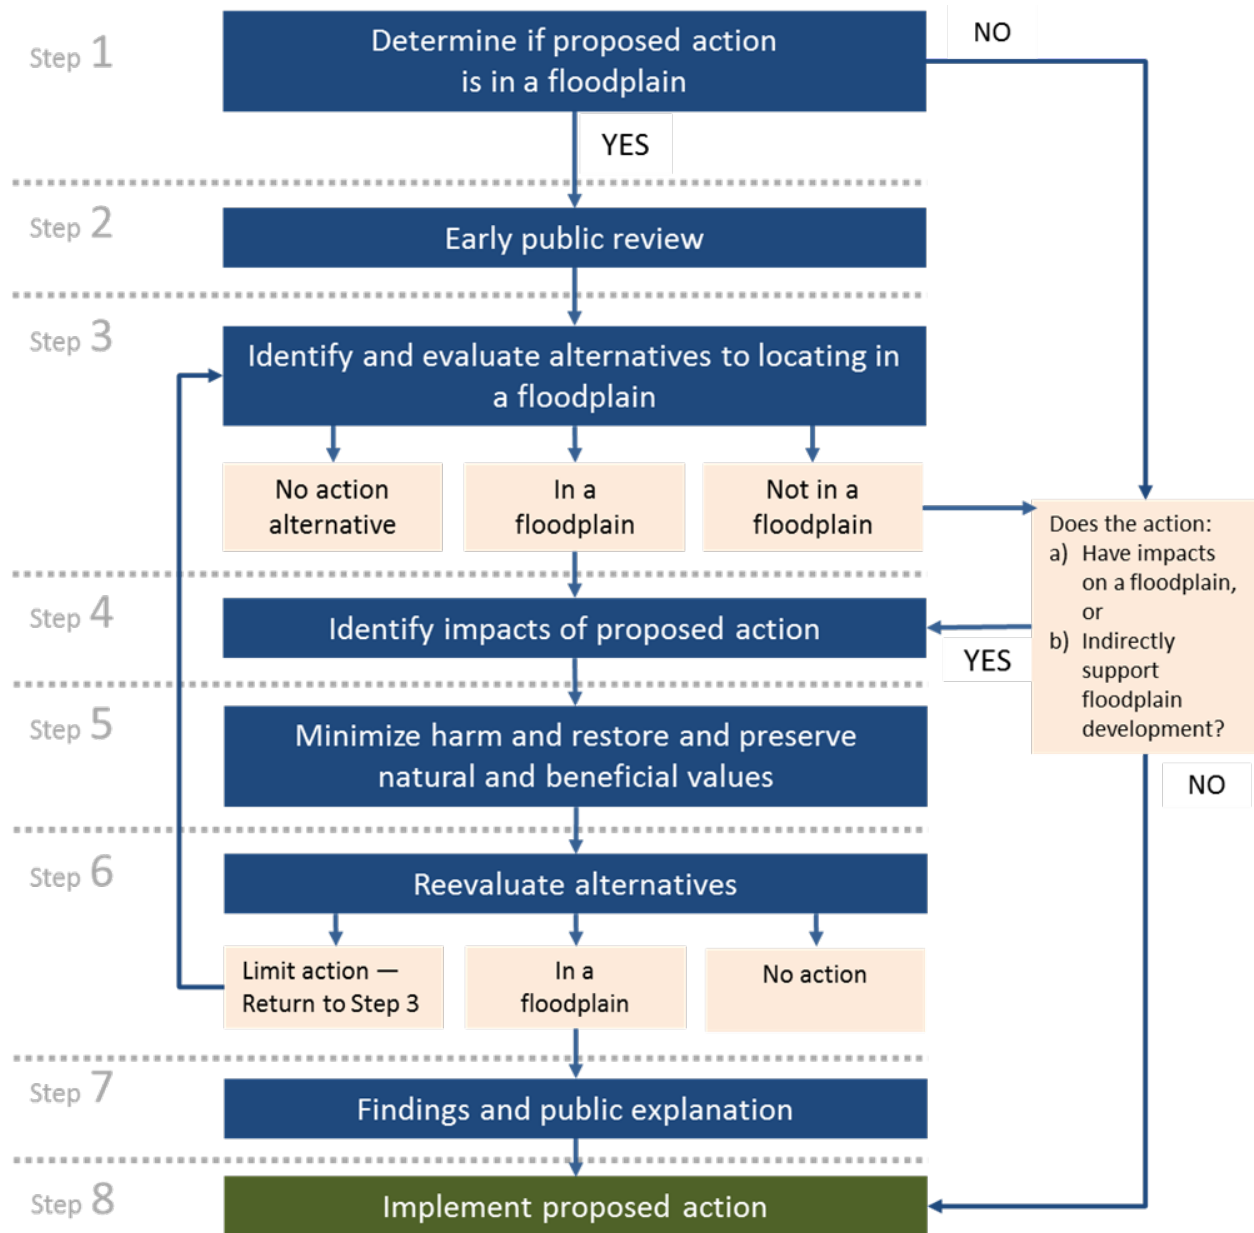 Step 1
Determine if proposed action
is in a floodplain
NO
YES
Step 2
Early public review
Step 3
Identify and evaluate alternatives to locating in
a floodplain
No action
alternative
In a
floodplain
Not in a
floodplain
Does the action:
a) Have impacts
on a floodplain,
or
b) Indirectly
support
floodplain
development?
Step 4
Identify impacts of proposed action
YES
Step 5
Minimize harm and restore and preserve
natural and beneficial values
NO
Step 6
Reevaluate alternatives
Limit action —
Return to Step 3
In a
floodplain
No action
Step 7
Findings and public explanation
Step 8
Implement proposed action